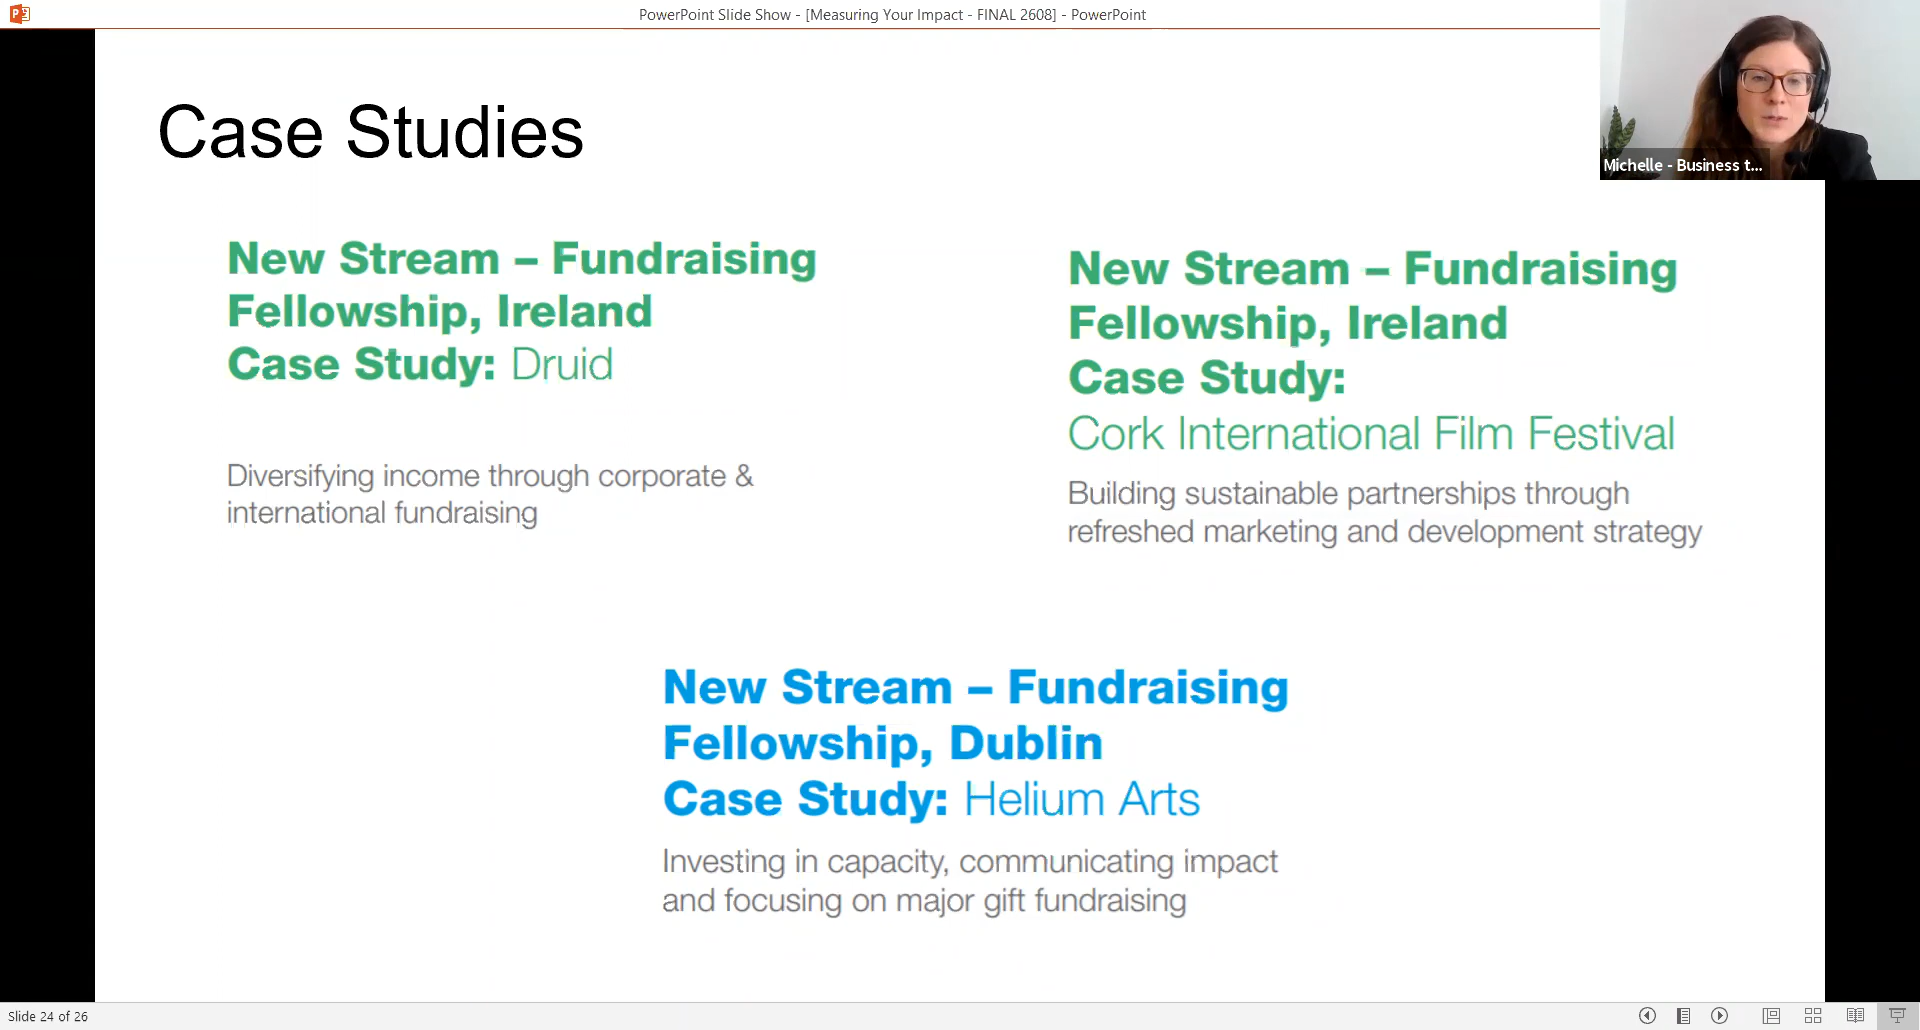 PowerPoint Slide Show - [Measuring Your Impact - FINAL 2608] - PowerPoint
Michelle - Business t...
Case Studies
New Stream – Fundraising
Fellowship, Ireland
Case Study: Druid
Diversifying income through corporate &
international fundraising
New Stream – Fundraising
Fellowship, Ireland
Case Study:
Cork International Film Festival
Building sustainable partnerships through
refreshed marketing and development strategy
New Stream – Fundraising
Fellowship, Dublin
Case Study: Helium Arts
Investing in capacity, communicating impact
and focusing on major gift fundraising
Slide 24 of 26